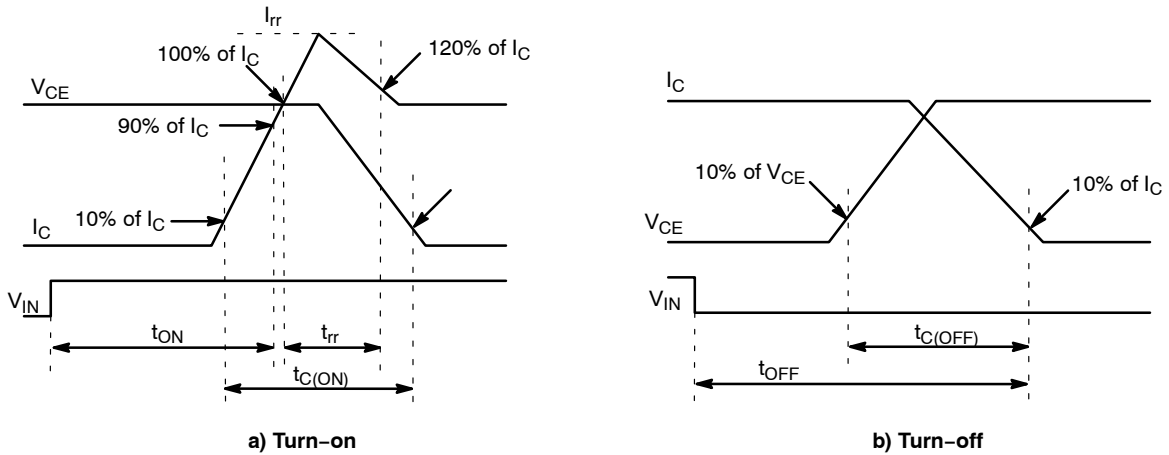 I_rr
100% of I_C
120% of I_C
V_CE
90% of I_C
10% of I_C
I_C
V_IN
t_ON
t_rr
t_C(ON)
a) Turn−on
I_C
10% of V_CE
10% of I_C
V_CE
V_IN
t_C(OFF)
t_OFF
b) Turn−off